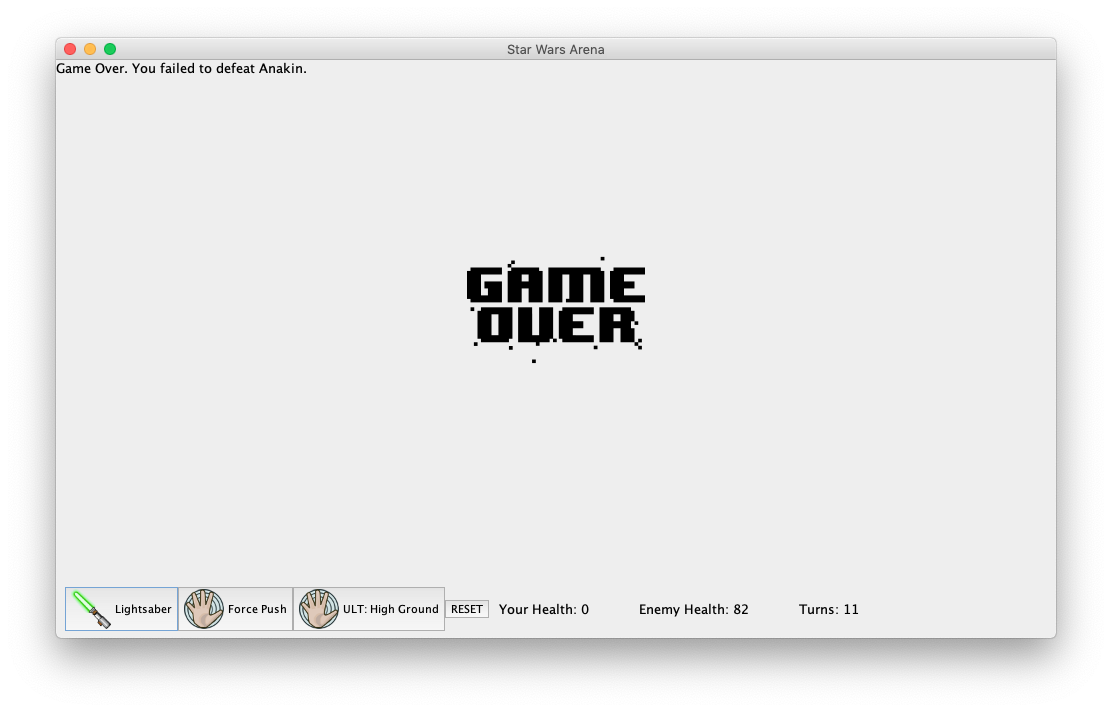 Star Wars Arena
Game Over. You failed to defeat Anakin.
GAME
OVER
Lightsaber Force Push ULT: High Ground RESET Your Health: 0 Enemy Health: 82 Turns: 11